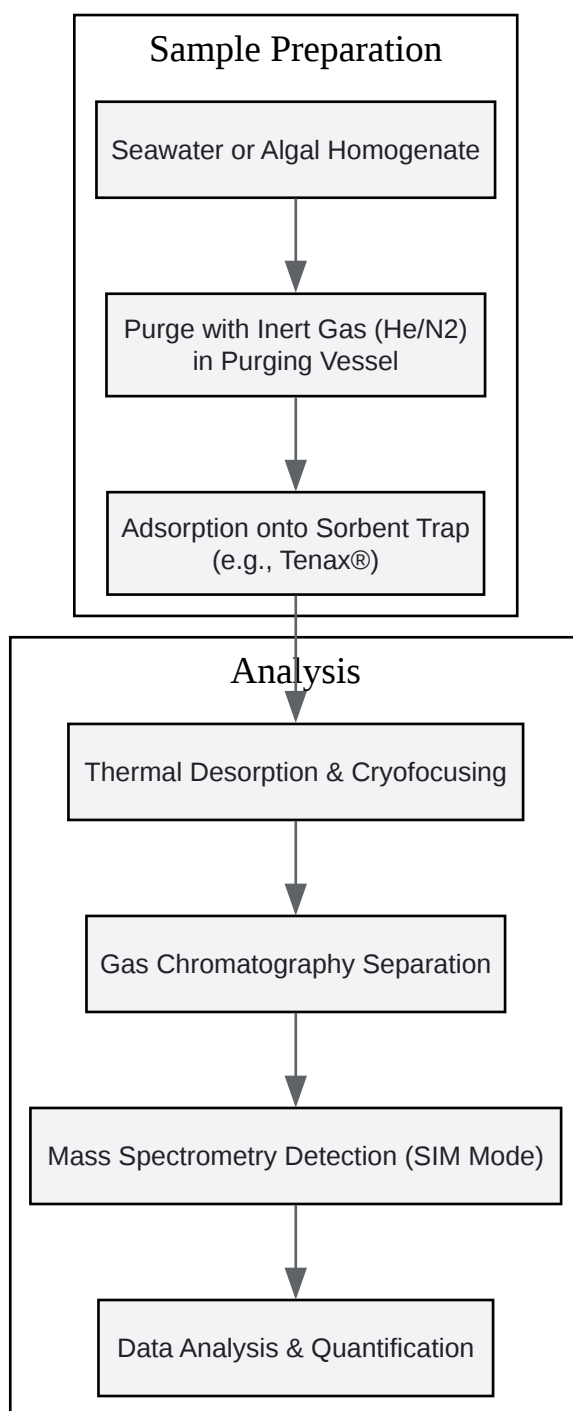 Sample Preparation
Seawater or Algal Homogenate
Purge with Inert Gas (He/N2)
in Purging Vessel
Adsorption onto Sorbent Trap
(e.g., Tenax®)
Analysis
Thermal Desorption & Cryofocusing
Gas Chromatography Separation
Mass Spectrometry Detection (SIM Mode)
Data Analysis & Quantification